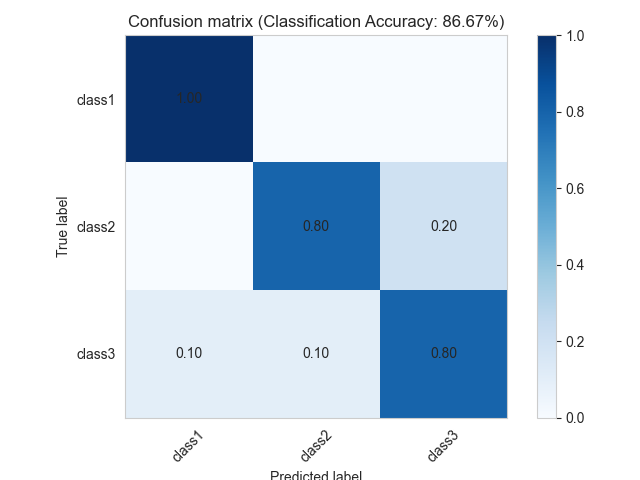 Confusion matrix (Classification Accuracy: 86.67%)
True label
class1
class2
class3
1.00
0.80
0.20
0.10
0.10
0.80
class1
class2
class3
Predicted label
1.0
0.8
0.6
0.4
0.2
0.0